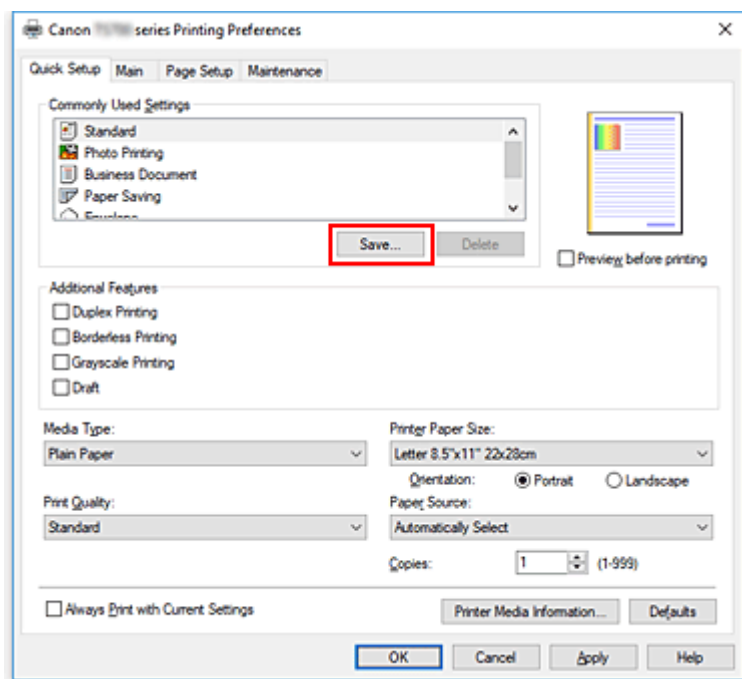 Canon series Printing Preferences
Quick Setup Main Page Setup Maintenance
Commonly Used Settings
Standard
Photo Printing
Business Document
Paper Saving
Envelope
Save... Delete
Preview before printing
Additional Features
Duplex Printing
Borderless Printing
Grayscale Printing
Draft
Media Type: Printer Paper Size:
Plain Paper Letter 8.5"x11" 22x28cm
Orientation: Portrait Landscape
Print Quality: Paper Source:
Standard Automatically Select
Copies: 1 (1-999)
Always Print with Current Settings Printer Media Information... Defaults
OK Cancel Apply Help